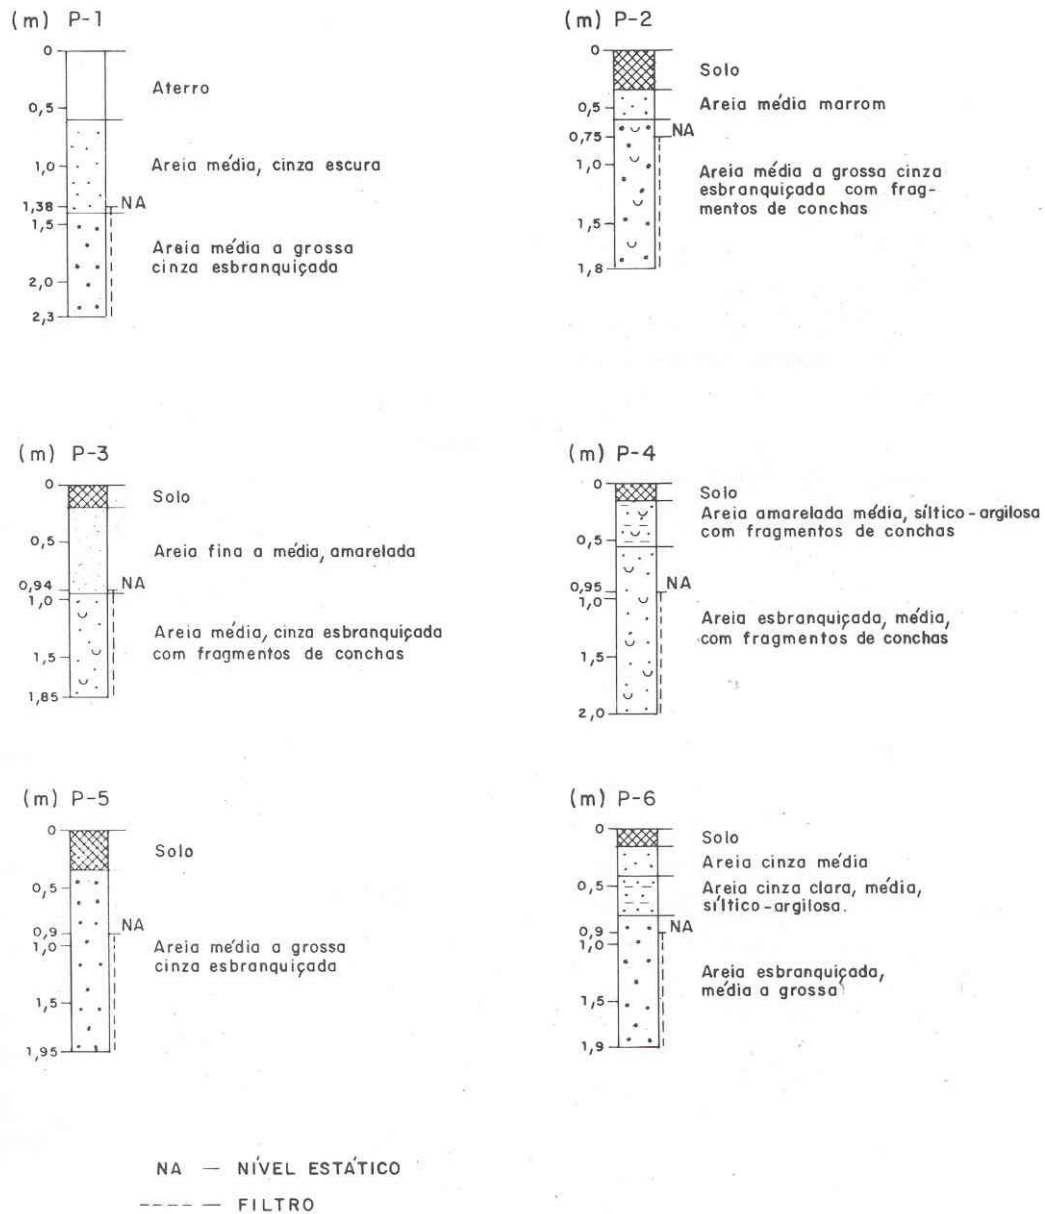 (m) P-1
0
Aterro
0,5
1,0
Areia média, cinza escura
1,38
NA
1,5
Areia média a grossa
cinza esbranquiçada
2,0
2,3
(m) P-2
0
Solo
0,5
Areia média marrom
0,75
NA
1,0
Areia média a grossa cinza
esbranquiçada com frag-
mentos de conchas
1,5
1,8
(m) P-3
0
Solo
0,5
Areia fina a média, amarelada
0,94
NA
1,0
Areia média, cinza esbranquiçada
com fragmentos de conchas
1,5
1,85
(m) P-4
0
Solo
Areia amarelada média, síltico-argilosa
com fragmentos de conchas
0,5
0,95
NA
1,0
Areia esbranquiçada, média,
com fragmentos de conchas
1,5
2,0
(m) P-5
0
Solo
0,5
0,9
NA
1,0
Areia média a grossa
cinza esbranquiçada
1,5
1,95
(m) P-6
0
Solo
Areia cinza média
0,5
Areia cinza clara, média,
síltico-argilosa.
0,9
NA
1,0
Areia esbranquiçada,
média a grossa
1,5
1,9
NA — NÍVEL ESTÁTICO
---- — FILTRO